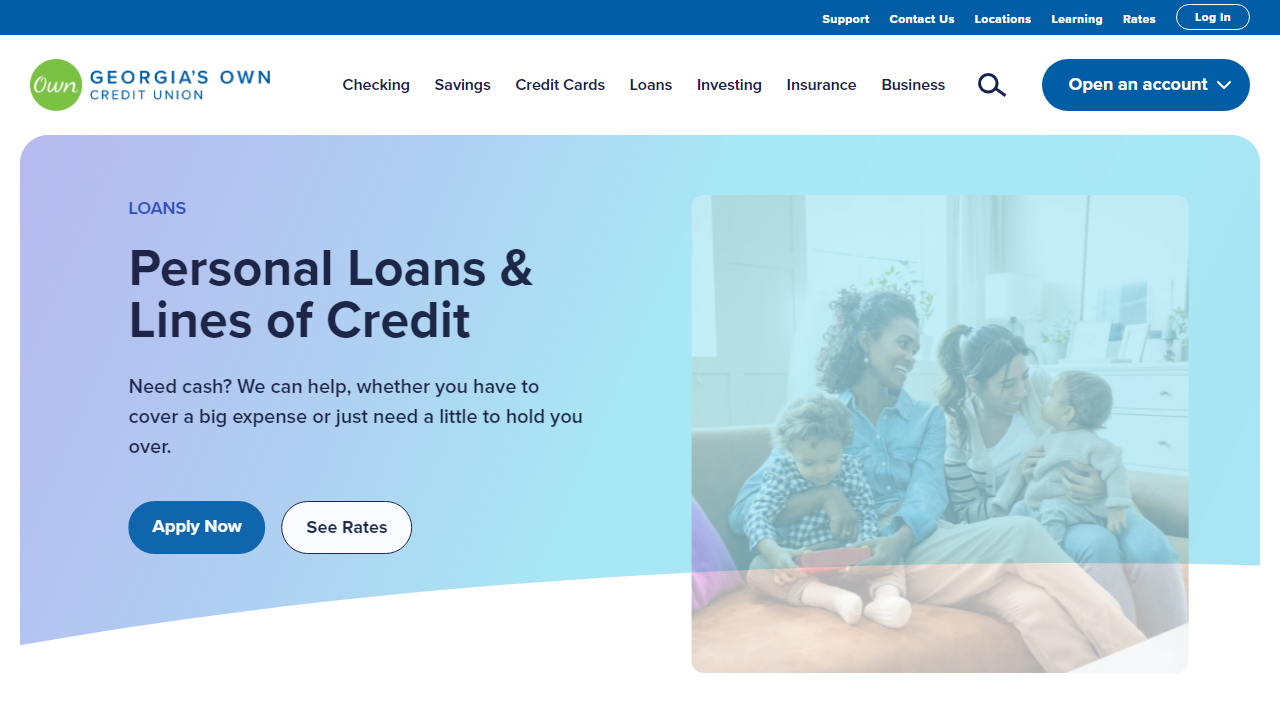 Support Contact Us Locations Learning Rates Log In
Own GEORGIA'S OWN
CREDIT UNION
Checking Savings Credit Cards Loans Investing Insurance Business Open an account
LOANS
Personal Loans &
Lines of Credit
Need cash? We can help, whether you have to
cover a big expense or just need a little to hold you
over.
Apply Now See Rates